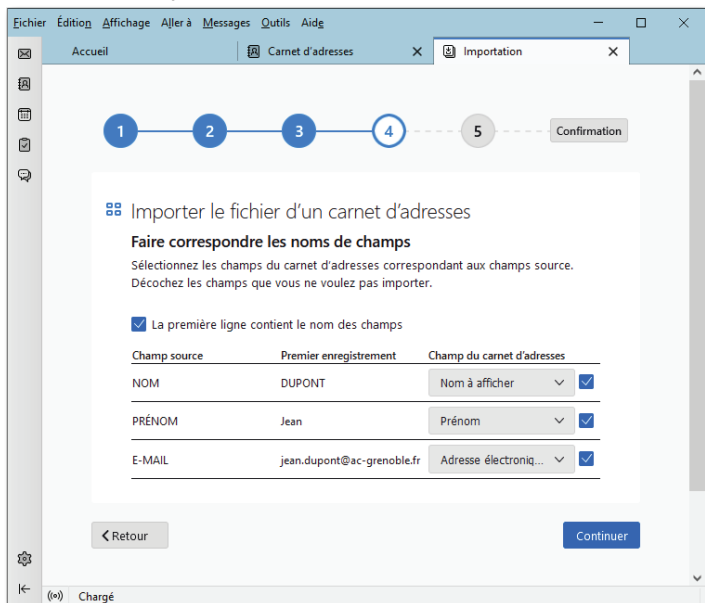 Fichier Édition Affichage Aller à Messages Outils Aide
Accueil Carnet d'adresses Importation
1 2 3 4 5 Confirmation
Importer le fichier d'un carnet d'adresses
Faire correspondre les noms de champs
Sélectionnez les champs du carnet d'adresses correspondant aux champs source.
Décochez les champs que vous ne voulez pas importer.
La première ligne contient le nom des champs
Champ source Premier enregistrement Champ du carnet d'adresses
NOM DUPONT Nom à afficher
PRÉNOM Jean Prénom
E-MAIL jean.dupont@ac-grenoble.fr Adresse électroniq...
Retour Continuer
Chargé